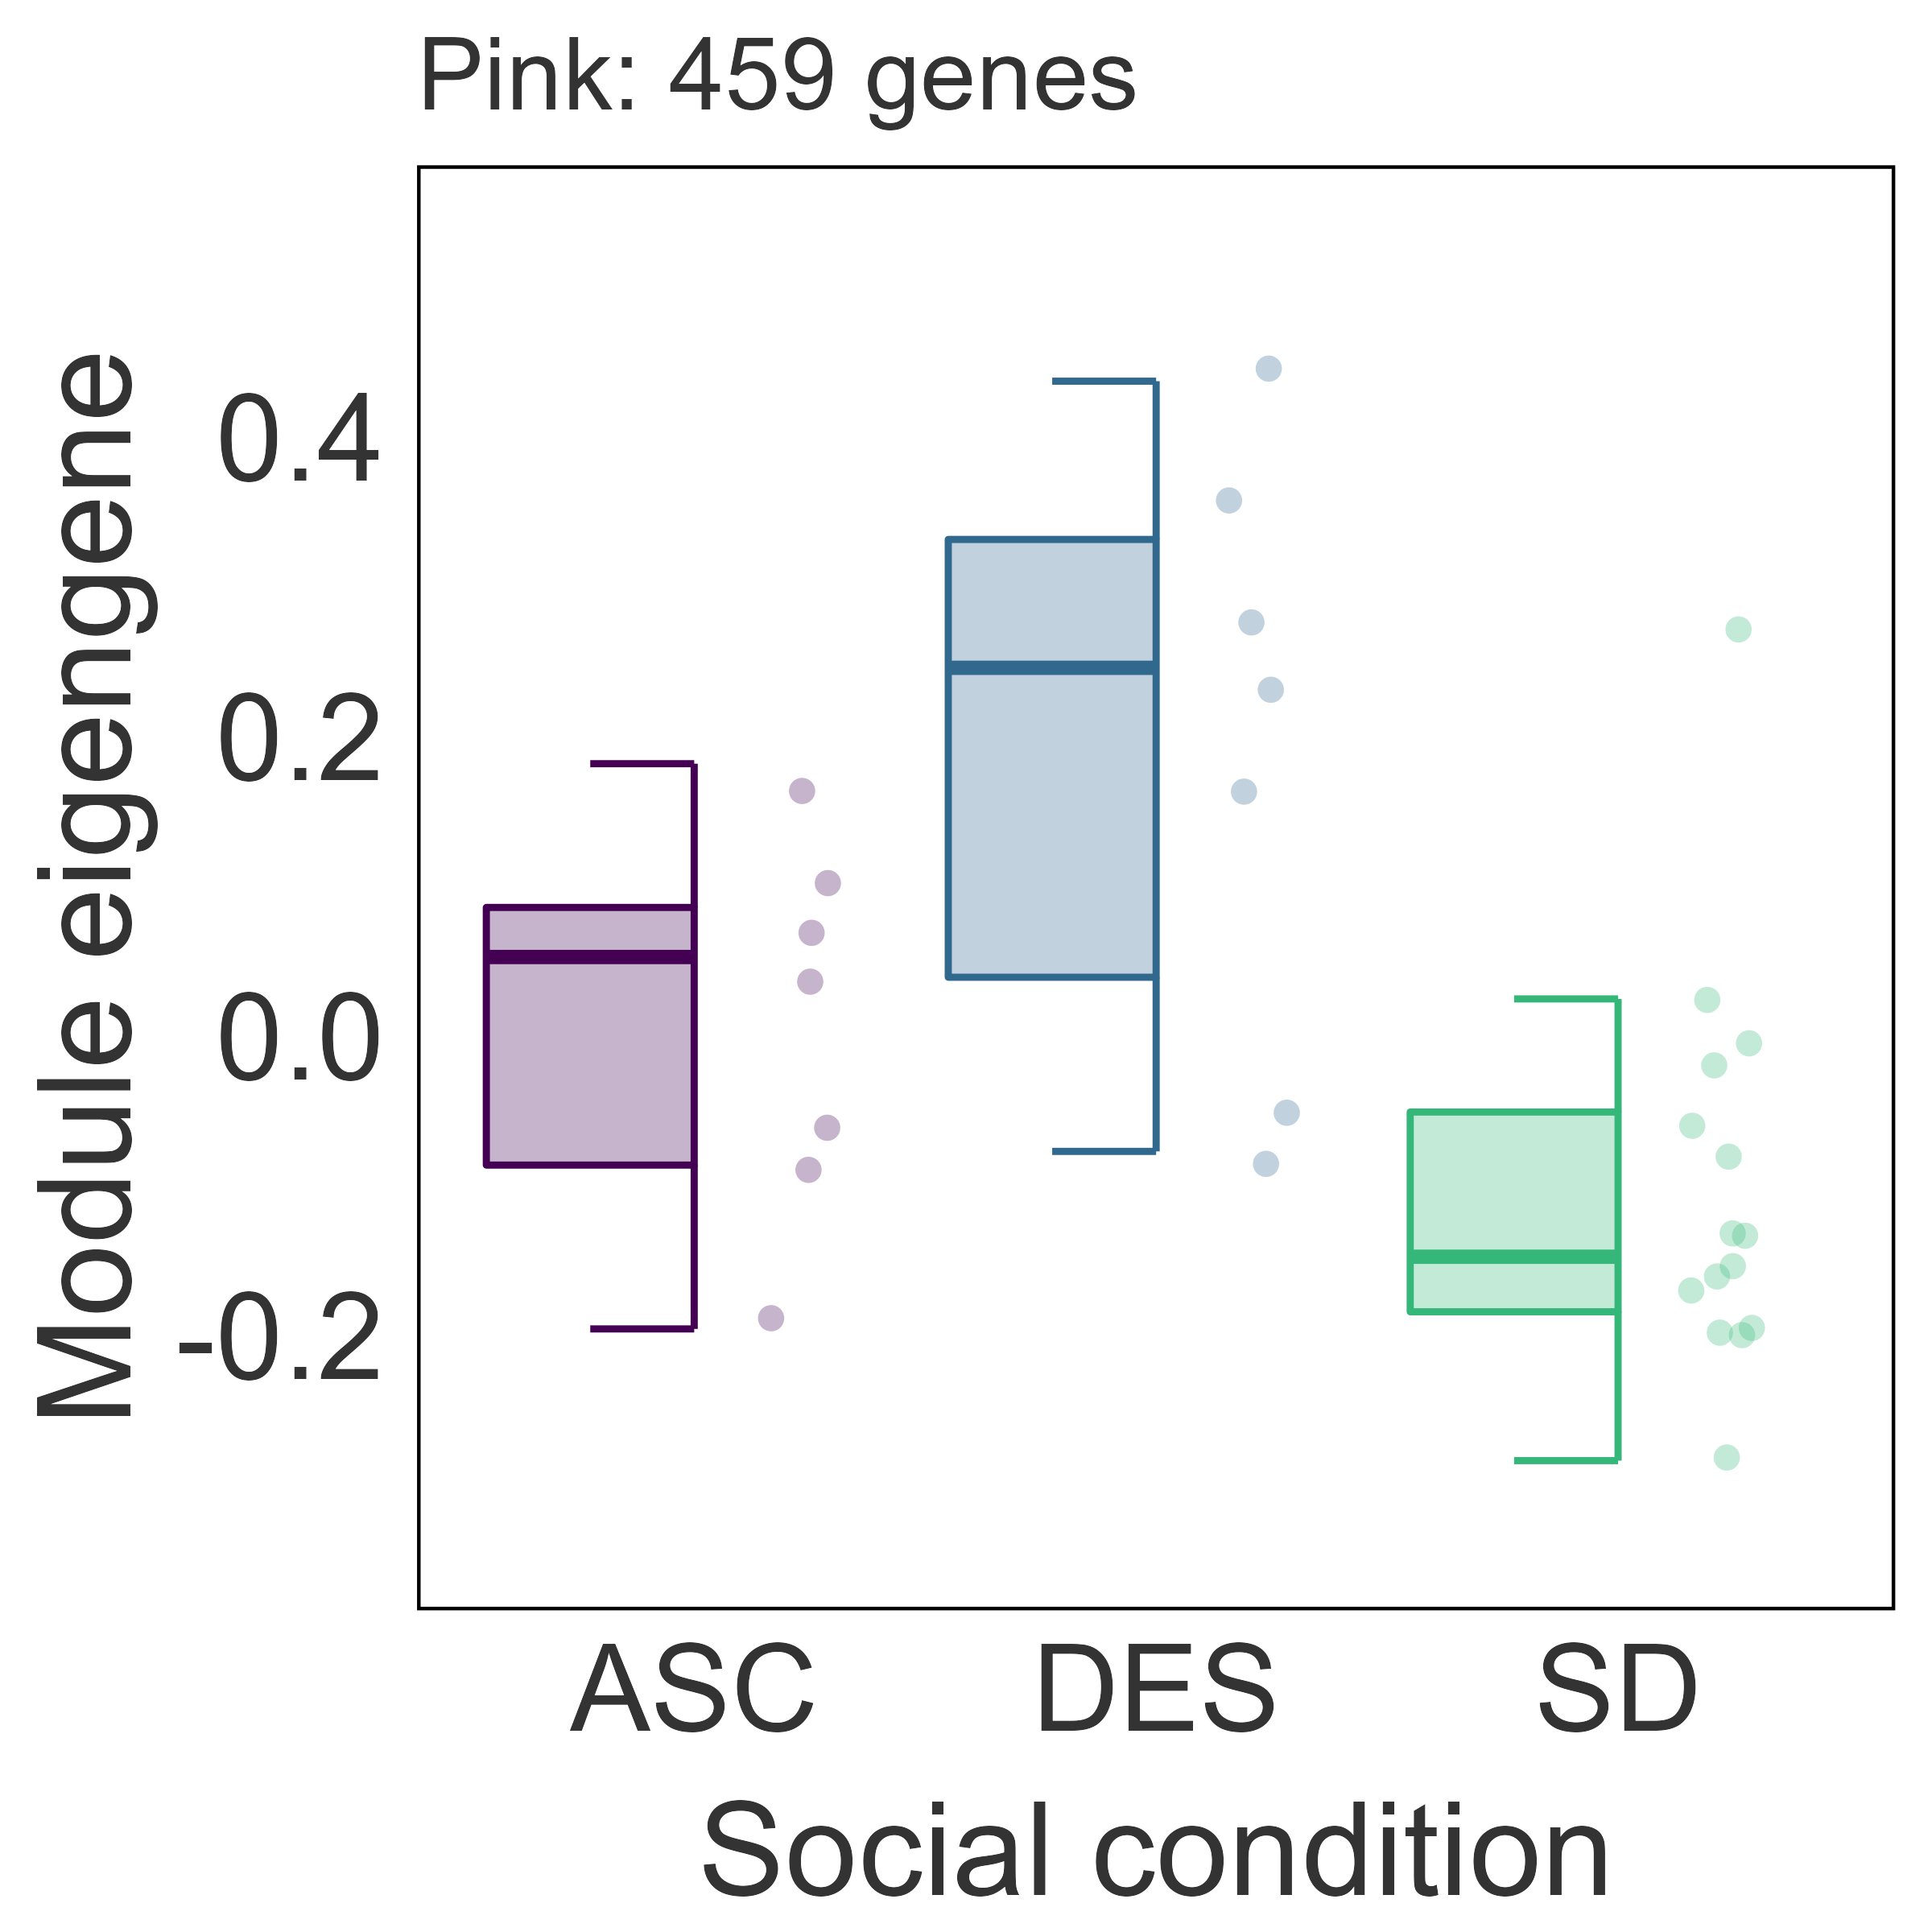 Pink: 459 genes
Module eigengene
0.4
0.2
0.0
-0.2
ASC DES SD
Social condition